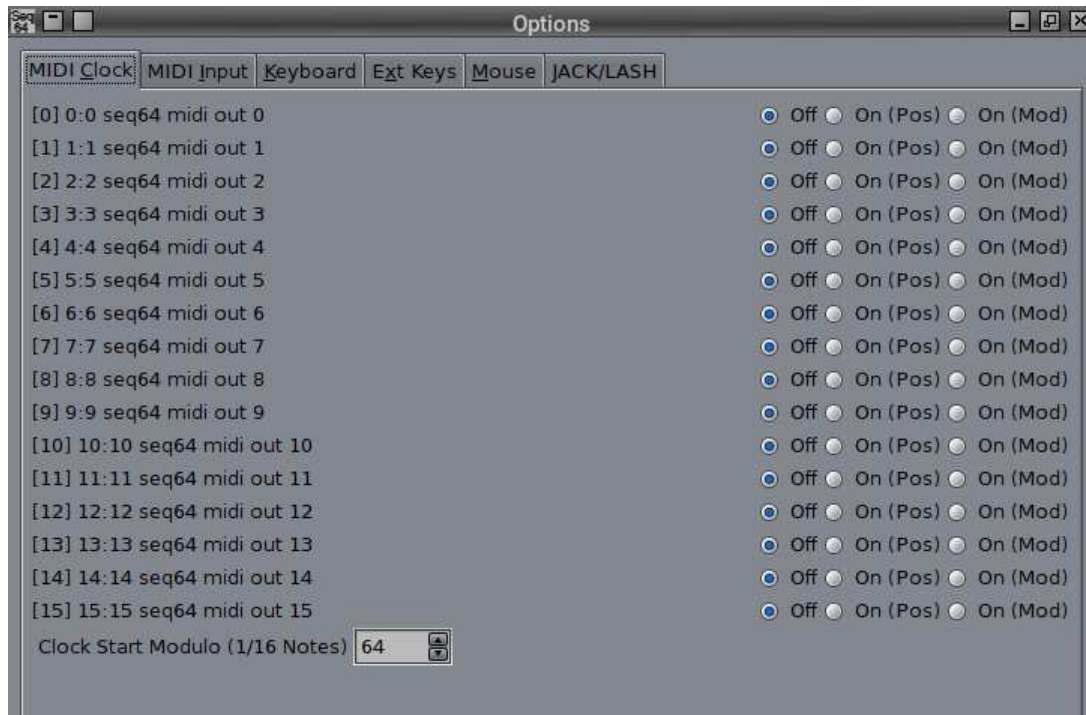 Seq 64
Options
MIDI Clock MIDI Input Keyboard Ext Keys Mouse JACK/LASH
[0] 0:0 seq64 midi out 0 Off On (Pos) On (Mod)
[1] 1:1 seq64 midi out 1 Off On (Pos) On (Mod)
[2] 2:2 seq64 midi out 2 Off On (Pos) On (Mod)
[3] 3:3 seq64 midi out 3 Off On (Pos) On (Mod)
[4] 4:4 seq64 midi out 4 Off On (Pos) On (Mod)
[5] 5:5 seq64 midi out 5 Off On (Pos) On (Mod)
[6] 6:6 seq64 midi out 6 Off On (Pos) On (Mod)
[7] 7:7 seq64 midi out 7 Off On (Pos) On (Mod)
[8] 8:8 seq64 midi out 8 Off On (Pos) On (Mod)
[9] 9:9 seq64 midi out 9 Off On (Pos) On (Mod)
[10] 10:10 seq64 midi out 10 Off On (Pos) On (Mod)
[11] 11:11 seq64 midi out 11 Off On (Pos) On (Mod)
[12] 12:12 seq64 midi out 12 Off On (Pos) On (Mod)
[13] 13:13 seq64 midi out 13 Off On (Pos) On (Mod)
[14] 14:14 seq64 midi out 14 Off On (Pos) On (Mod)
[15] 15:15 seq64 midi out 15 Off On (Pos) On (Mod)
Clock Start Modulo (1/16 Notes) 64